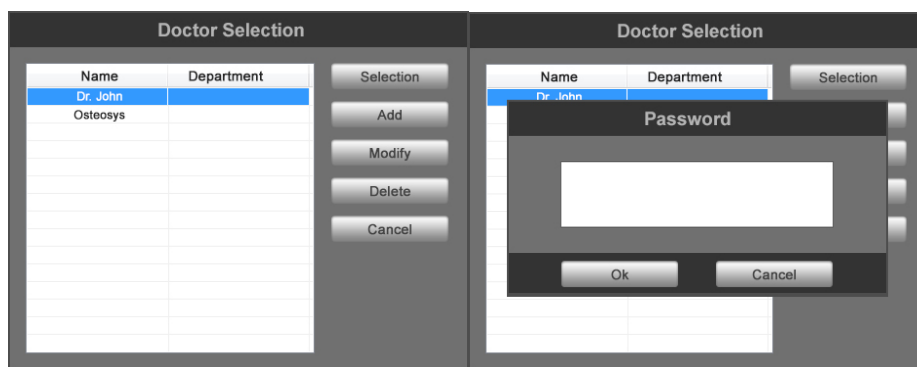 Doctor Selection
Name Department
Selection
Dr. John
Osteosys
Add
Modify
Delete
Cancel
Doctor Selection
Name Department
Selection
Dr. John
Password
Ok
Cancel